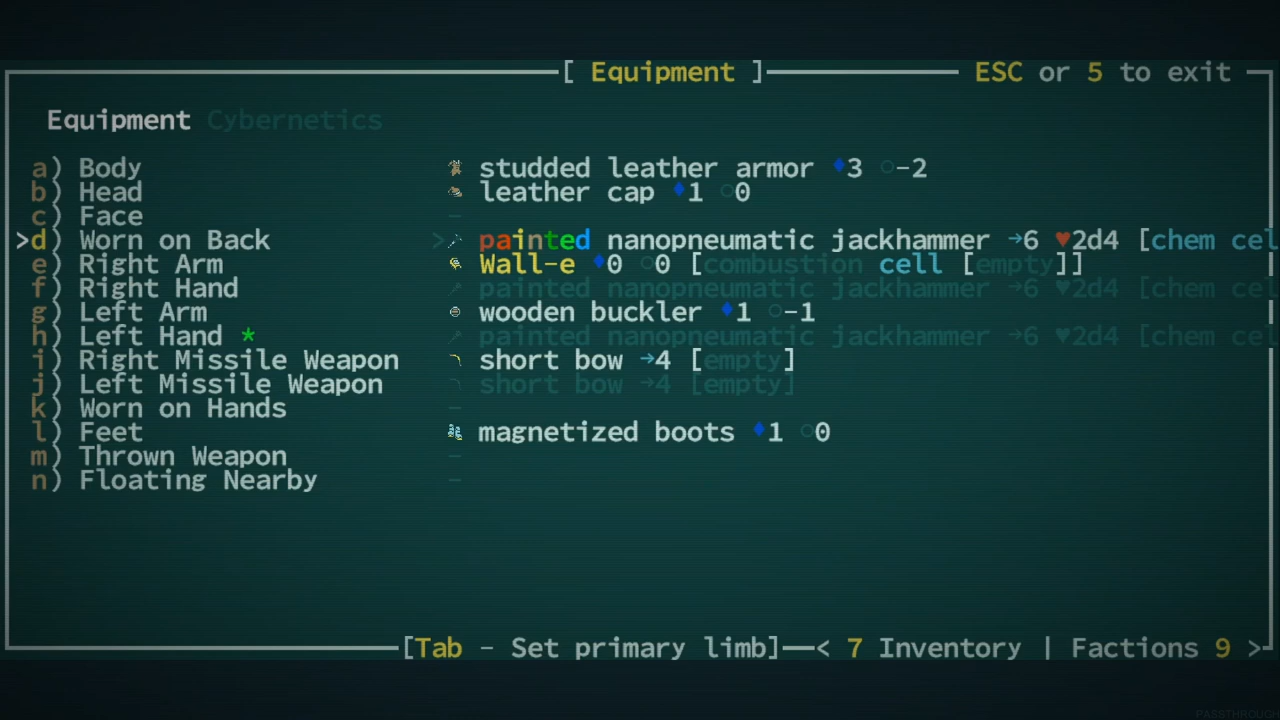 [ Equipment ] ESC or 5 to exit
Equipment Cybernetics
a) Body studded leather armor ♦3 ○-2
b) Head leather cap ♦1 ○0
c) Face -
>d) Worn on Back > painted nanopneumatic jackhammer →6 ♥2d4 [chem cel
e) Right Arm Wall-e ♦0 ○0 [combustion cell [empty]]
f) Right Hand painted nanopneumatic jackhammer →6 ♥2d4 [chem cel
g) Left Arm wooden buckler ♦1 ○-1
h) Left Hand * painted nanopneumatic jackhammer →6 ♥2d4 [chem cel
i) Right Missile Weapon short bow →4 [empty]
j) Left Missile Weapon short bow →4 [empty]
k) Worn on Hands -
l) Feet magnetized boots ♦1 ○0
m) Thrown Weapon -
n) Floating Nearby -
[Tab - Set primary limb] < 7 Inventory | Factions 9 >